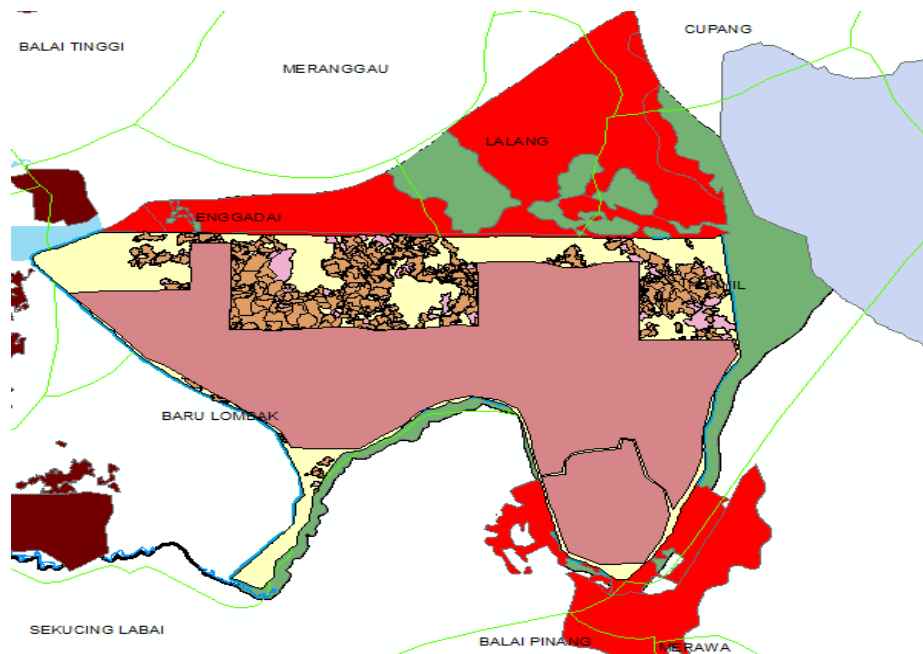 CUPANG
BALAI TINGGI
MERANGGAU
LALANG
ENGGADAI
BARU LOMBAK
SEKUCING LABAI
BALAI PINANG
MERAWA